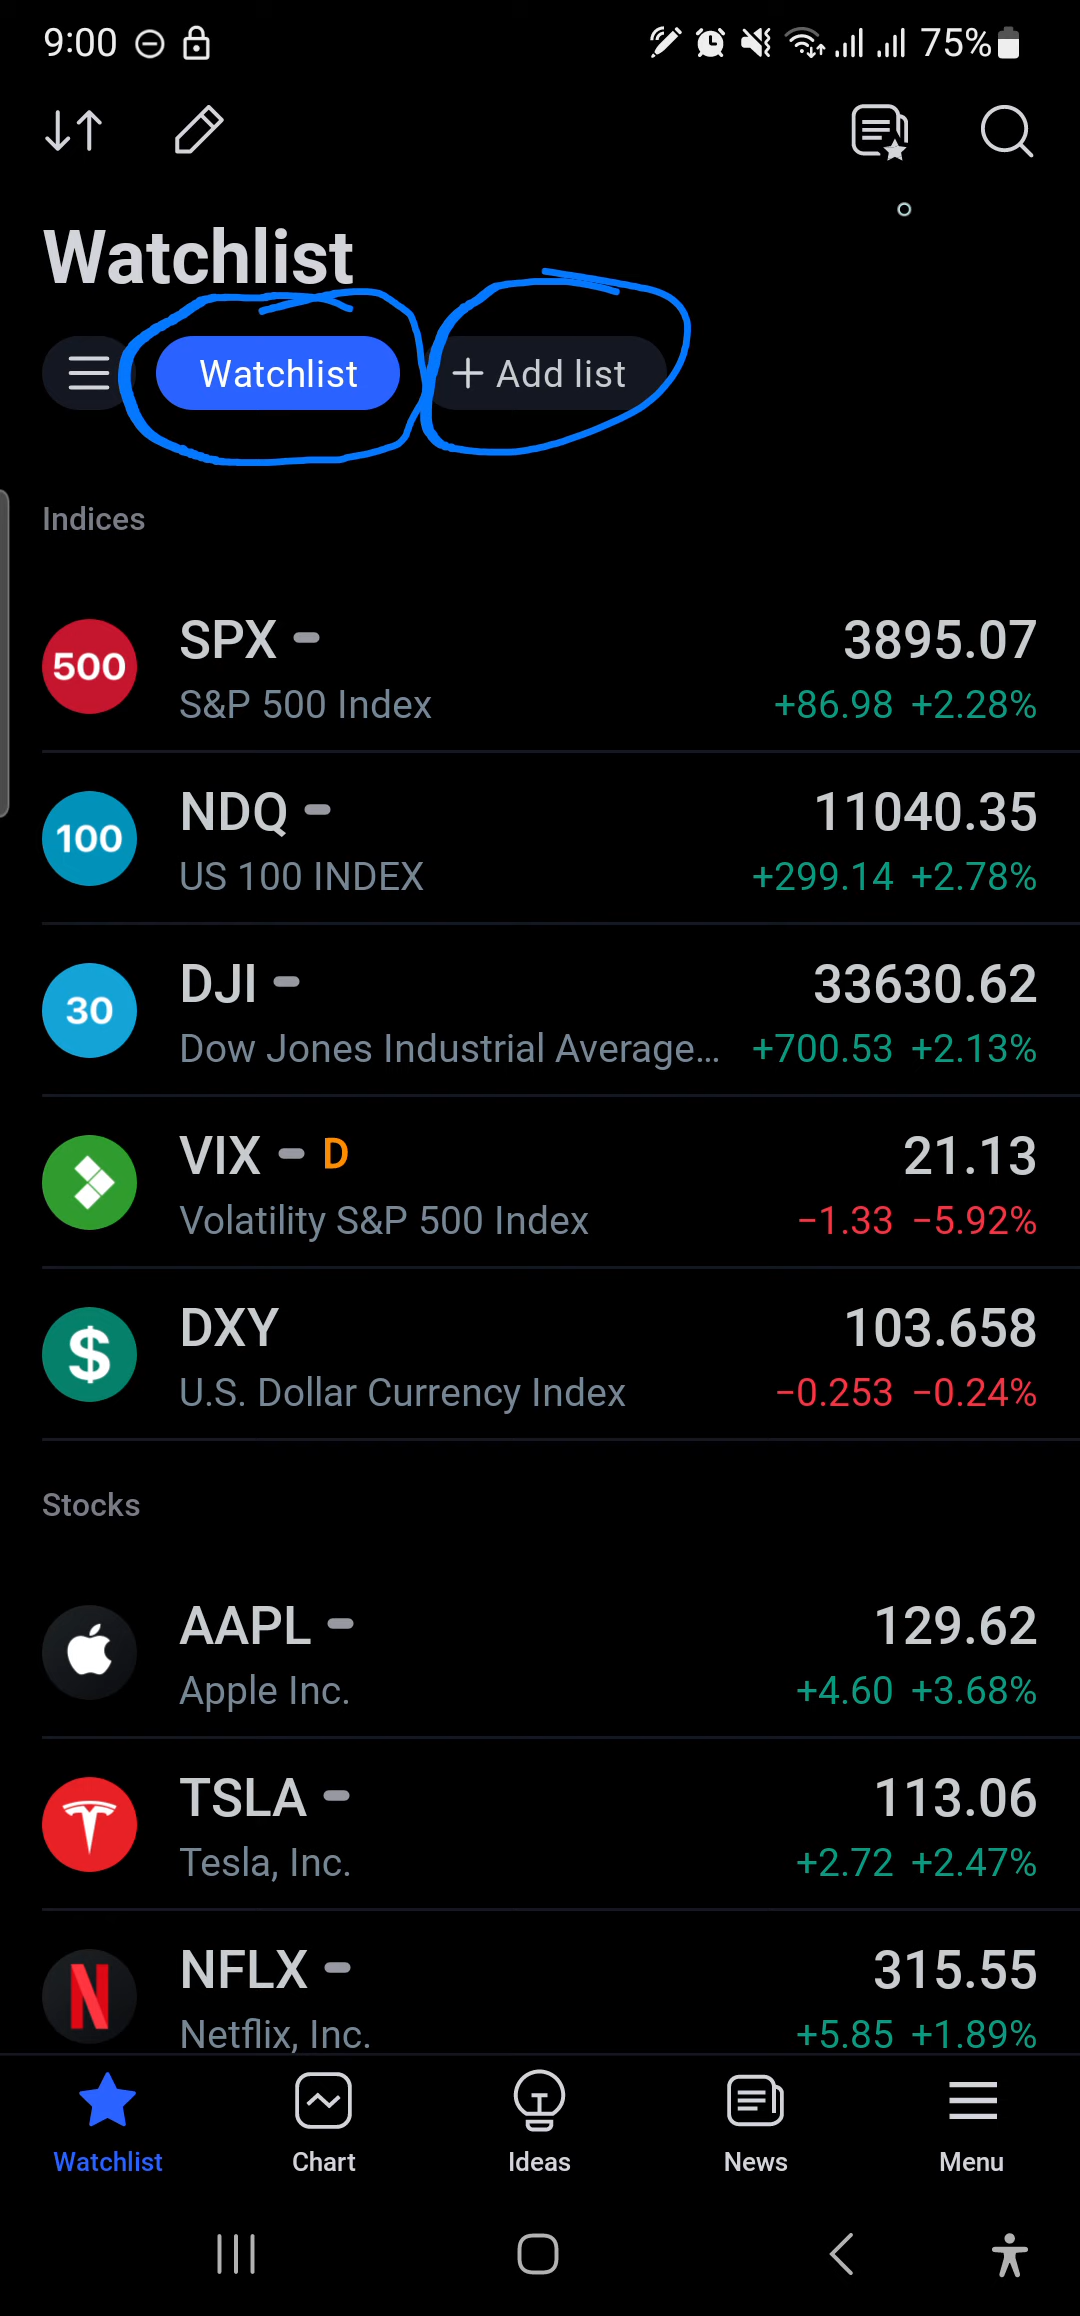 9:00 75%
Watchlist
Watchlist + Add list
Indices
500 SPX 3895.07
S&P 500 Index +86.98 +2.28%
100 NDQ 11040.35
US 100 INDEX +299.14 +2.78%
30 DJI 33630.62
Dow Jones Industrial Average... +700.53 +2.13%
VIX D 21.13
Volatility S&P 500 Index −1.33 −5.92%
$ DXY 103.658
U.S. Dollar Currency Index −0.253 −0.24%
Stocks
AAPL 129.62
Apple Inc. +4.60 +3.68%
TSLA 113.06
Tesla, Inc. +2.72 +2.47%
N NFLX 315.55
Netflix, Inc. +5.85 +1.89%
Watchlist Chart Ideas News Menu